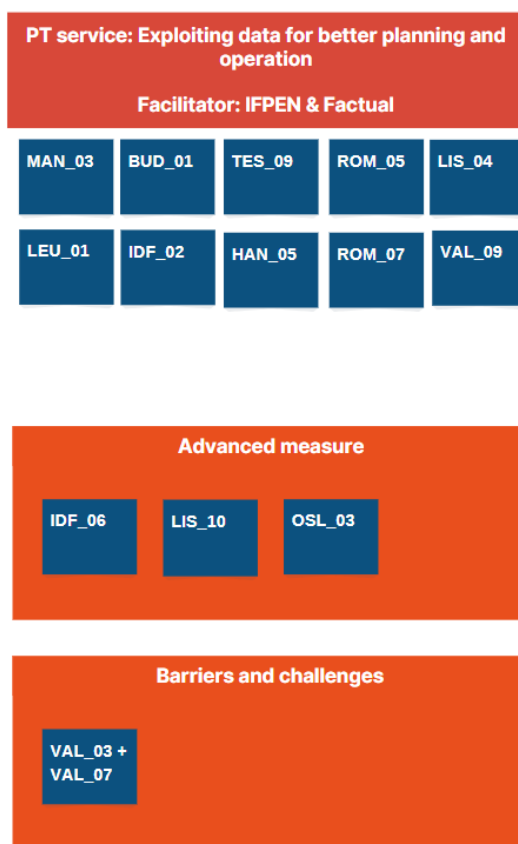 PT service: Exploiting data for better planning and
operation
Facilitator: IFPEN & Factual
MAN_03
BUD_01
TES_09
ROM_05
LIS_04
LEU_01
IDF_02
HAN_05
ROM_07
VAL_09
Advanced measure
IDF_06
LIS_10
OSL_03
Barriers and challenges
VAL_03 +
VAL_07